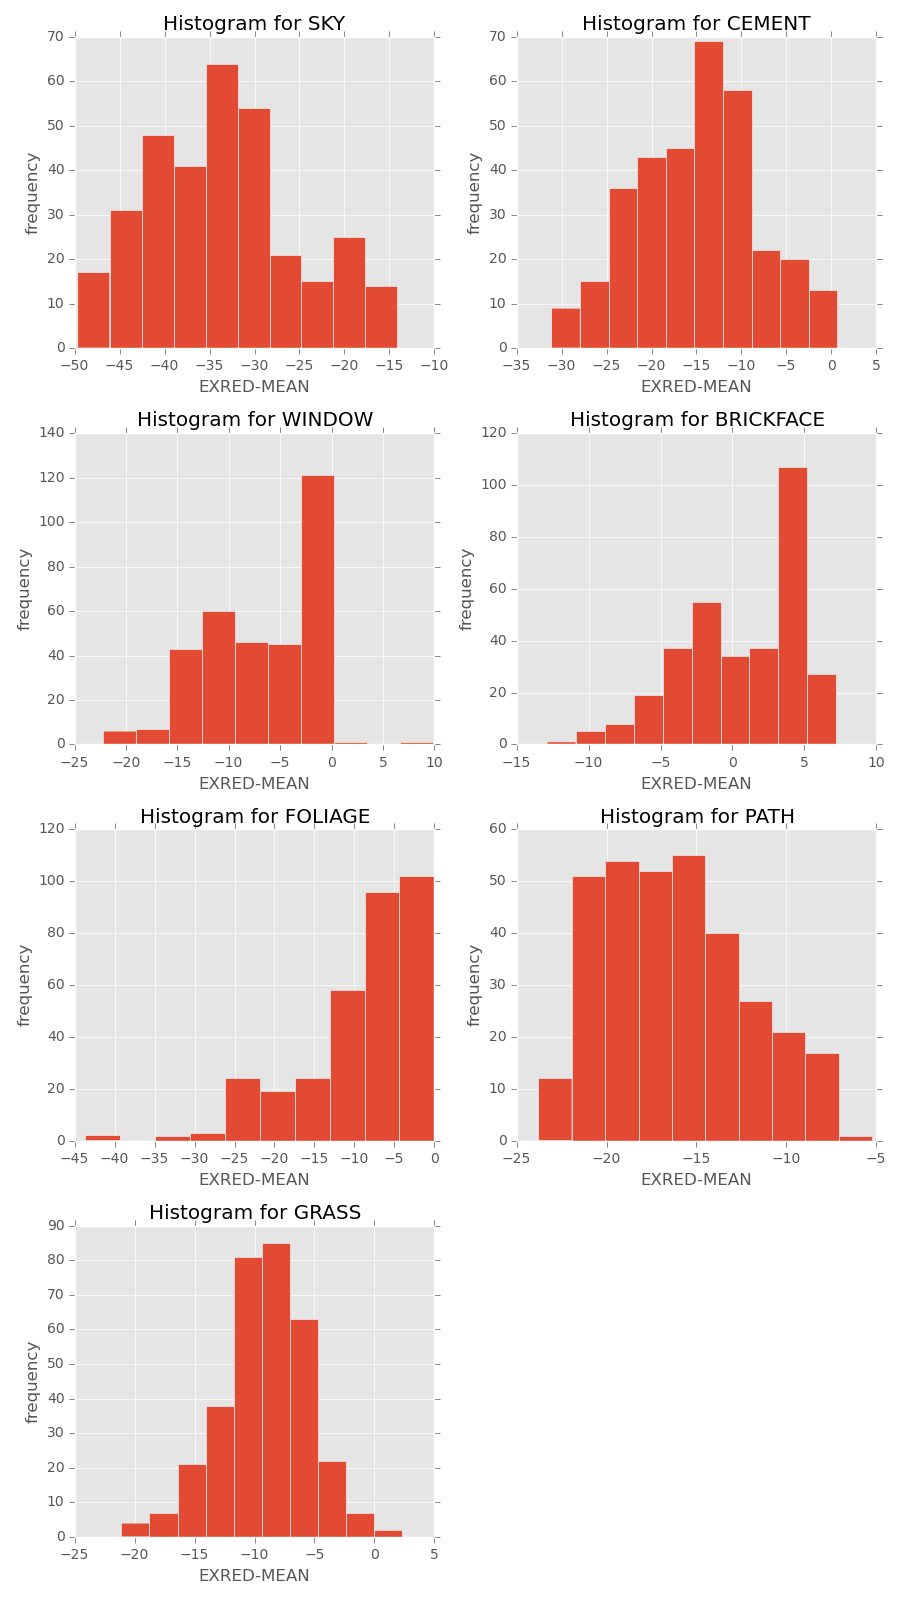 Histogram for SKY
70
60
50
40
30
20
10
0
frequency
−50 −45 −40 −35 −30 −25 −20 −15 −10
EXRED-MEAN
Histogram for CEMENT
70
60
50
40
30
20
10
0
frequency
−35 −30 −25 −20 −15 −10 −5 0 5
EXRED-MEAN
Histogram for WINDOW
140
120
100
80
60
40
20
0
frequency
−25 −20 −15 −10 −5 0 5 10
EXRED-MEAN
Histogram for BRICKFACE
120
100
80
60
40
20
0
frequency
−15 −10 −5 0 5 10
EXRED-MEAN
Histogram for FOLIAGE
120
100
80
60
40
20
0
frequency
−45 −40 −35 −30 −25 −20 −15 −10 −5 0
EXRED-MEAN
Histogram for PATH
60
50
40
30
20
10
0
frequency
−25 −20 −15 −10 −5
EXRED-MEAN
Histogram for GRASS
90
80
70
60
50
40
30
20
10
0
frequency
−25 −20 −15 −10 −5 0 5
EXRED-MEAN